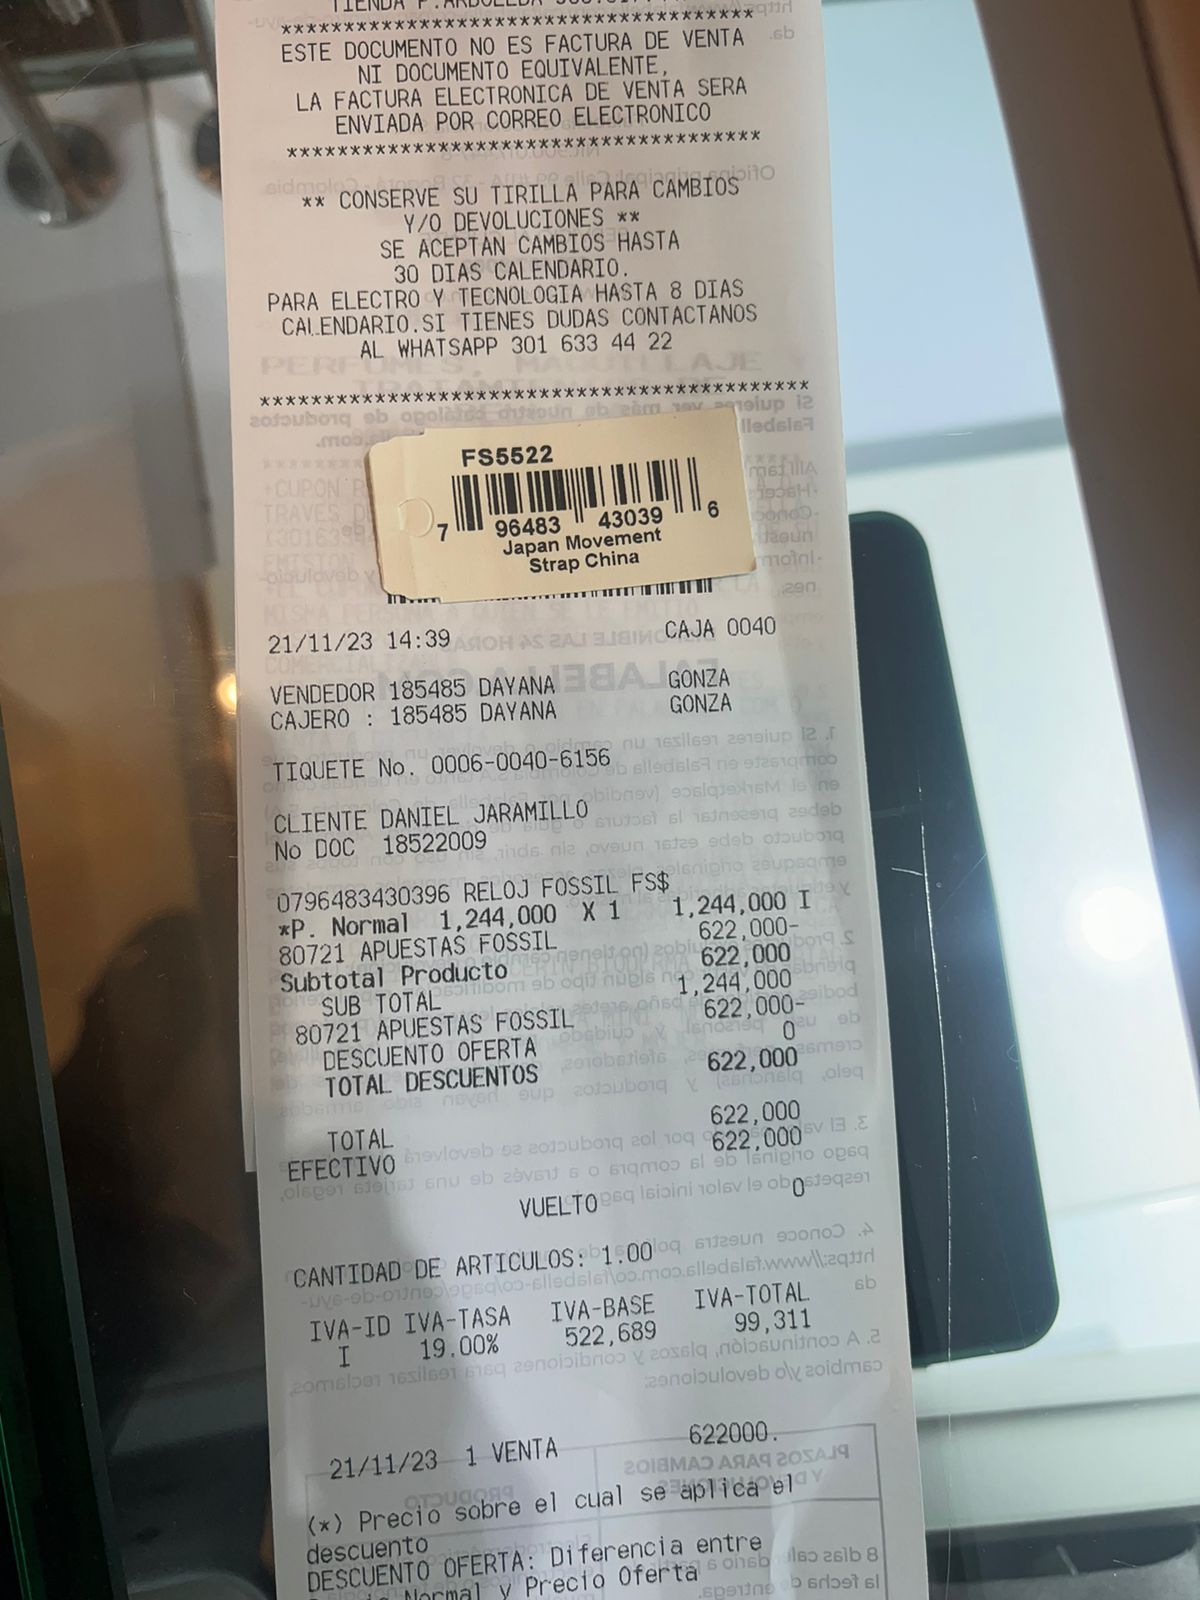 TIENDA P.ARBOLEDA
*************************************
ESTE DOCUMENTO NO ES FACTURA DE VENTA
NI DOCUMENTO EQUIVALENTE,
LA FACTURA ELECTRONICA DE VENTA SERA
ENVIADA POR CORREO ELECTRONICO
*************************************
** CONSERVE SU TIRILLA PARA CAMBIOS
Y/O DEVOLUCIONES **
SE ACEPTAN CAMBIOS HASTA
30 DIAS CALENDARIO.
PARA ELECTRO Y TECNOLOGIA HASTA 8 DIAS
CALENDARIO.SI TIENES DUDAS CONTACTANOS
AL WHATSAPP 301 633 44 22
*******************************************
FS5522
7 96483 43039 6
Japan Movement
Strap China
21/11/23 14:39 CAJA 0040
VENDEDOR 185485 DAYANA GONZA
CAJERO : 185485 DAYANA GONZA
TIQUETE No. 0006-0040-6156
CLIENTE DANIEL JARAMILLO
No DOC 18522009
0796483430396 RELOJ FOSSIL FS$
*P. Normal 1,244,000 X 1 1,244,000 I
80721 APUESTAS FOSSIL 622,000-
Subtotal Producto 622,000
SUB TOTAL 1,244,000
80721 APUESTAS FOSSIL 622,000-
DESCUENTO OFERTA 0
TOTAL DESCUENTOS 622,000
TOTAL 622,000
EFECTIVO 622,000
VUELTO 0
CANTIDAD DE ARTICULOS: 1.00
IVA-ID IVA-TASA IVA-BASE IVA-TOTAL
I 19.00% 522,689 99,311
21/11/23 1 VENTA 622000.
(*) Precio sobre el cual se aplica el
descuento
DESCUENTO OFERTA: Diferencia entre
Normal y Precio Oferta